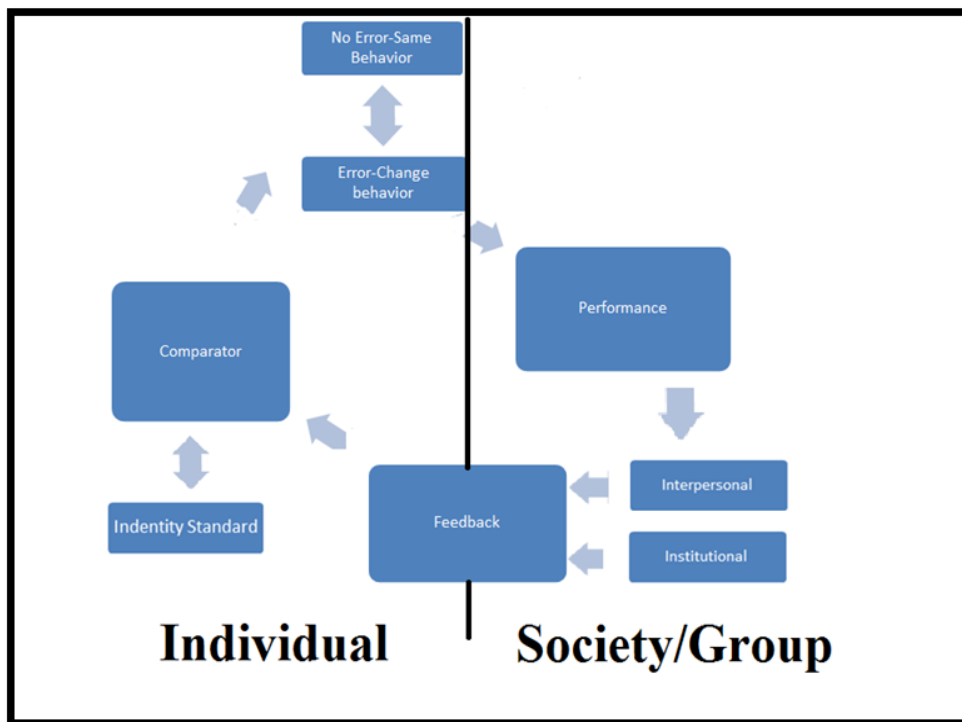 No Error-Same
Behavior
Error-Change
behavior
Performance
Comparator
Interpersonal
Feedback
Indentity Standard
Institutional
Individual
Society/Group